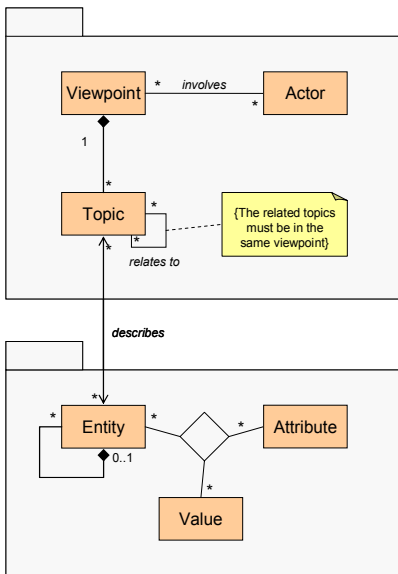 Viewpoint
*
involves
*
Actor
1
*
Topic
*
*
*
relates to
{The related topics
must be in the
same viewpoint}
describes
*
*
Entity
*
0..1
*
Attribute
*
Value